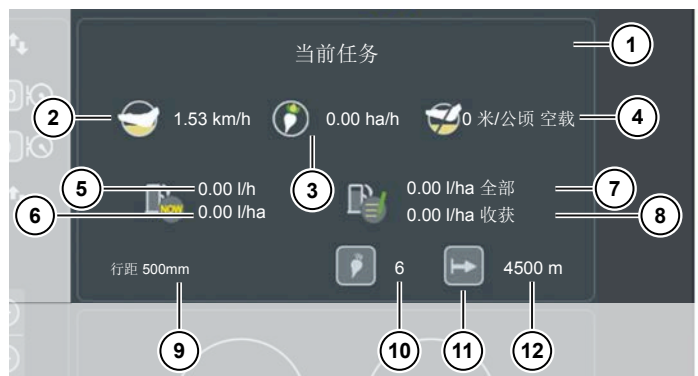 当前任务
1
2
1.53 km/h
0.00 ha/h
0 米/公顷 空载
4
3
5
0.00 l/h
0.00 l/ha 全部
7
6
NOW
0.00 l/ha
0.00 l/ha 收获
8
行距 500mm
6
4500 m
9
10
11
12